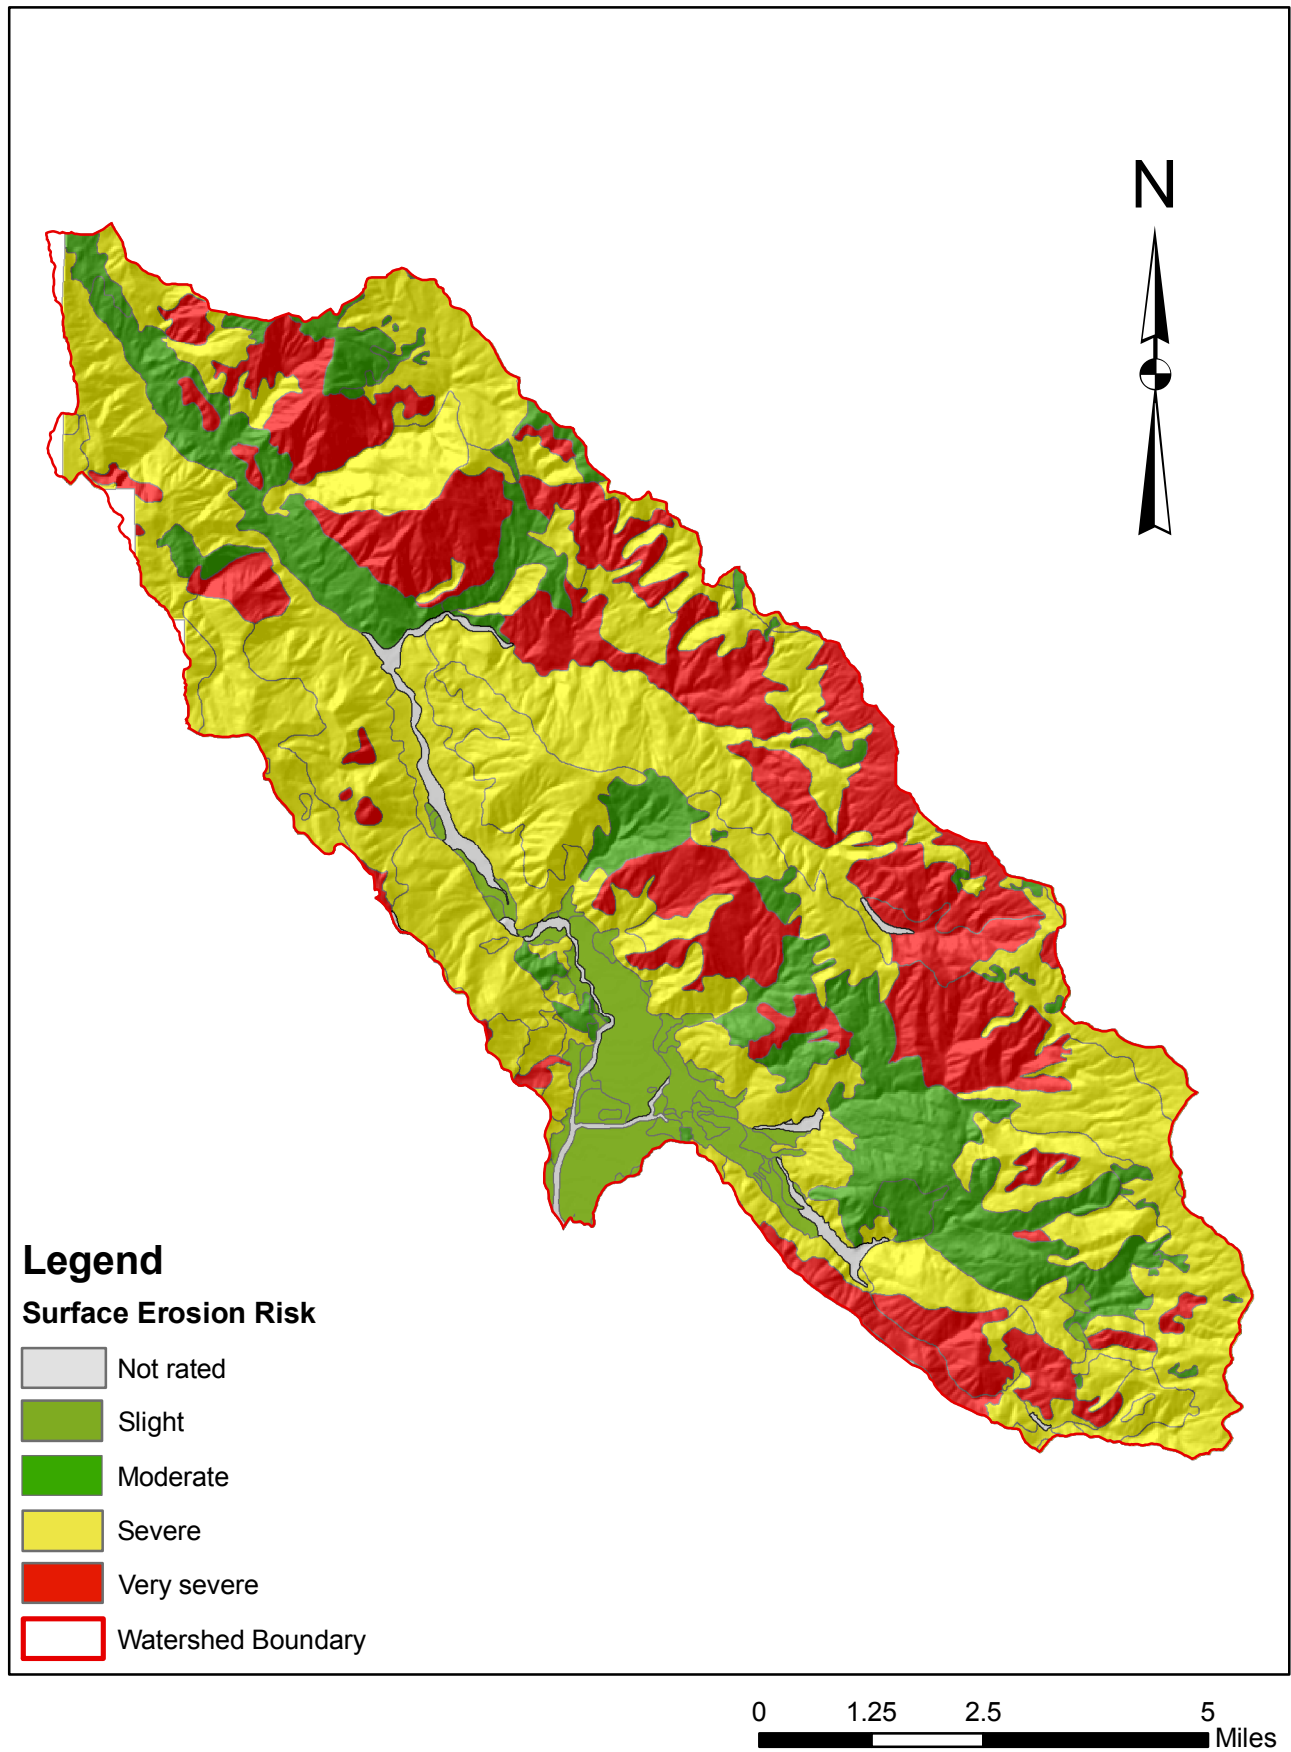 N
Legend
Surface Erosion Risk
Not rated
Slight
Moderate
Severe
Very severe
Watershed Boundary
0 1.25 2.5 5
Miles